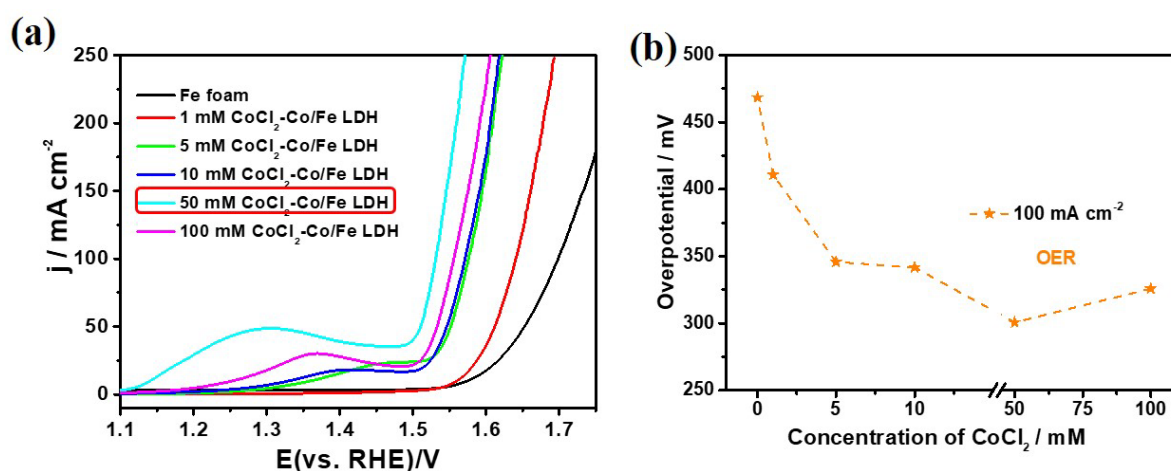 (a)
250
200
150
100
50
0
j / mA cm⁻²
Fe foam
1 mM CoCl₂-Co/Fe LDH
5 mM CoCl₂-Co/Fe LDH
10 mM CoCl₂-Co/Fe LDH
50 mM CoCl₂-Co/Fe LDH
100 mM CoCl₂-Co/Fe LDH
1.1 1.2 1.3 1.4 1.5 1.6 1.7
E(vs. RHE)/V
(b)
500
450
400
350
300
250
Overpotential / mV
100 mA cm⁻²
OER
0 5 10 50 75 100
Concentration of CoCl₂ / mM